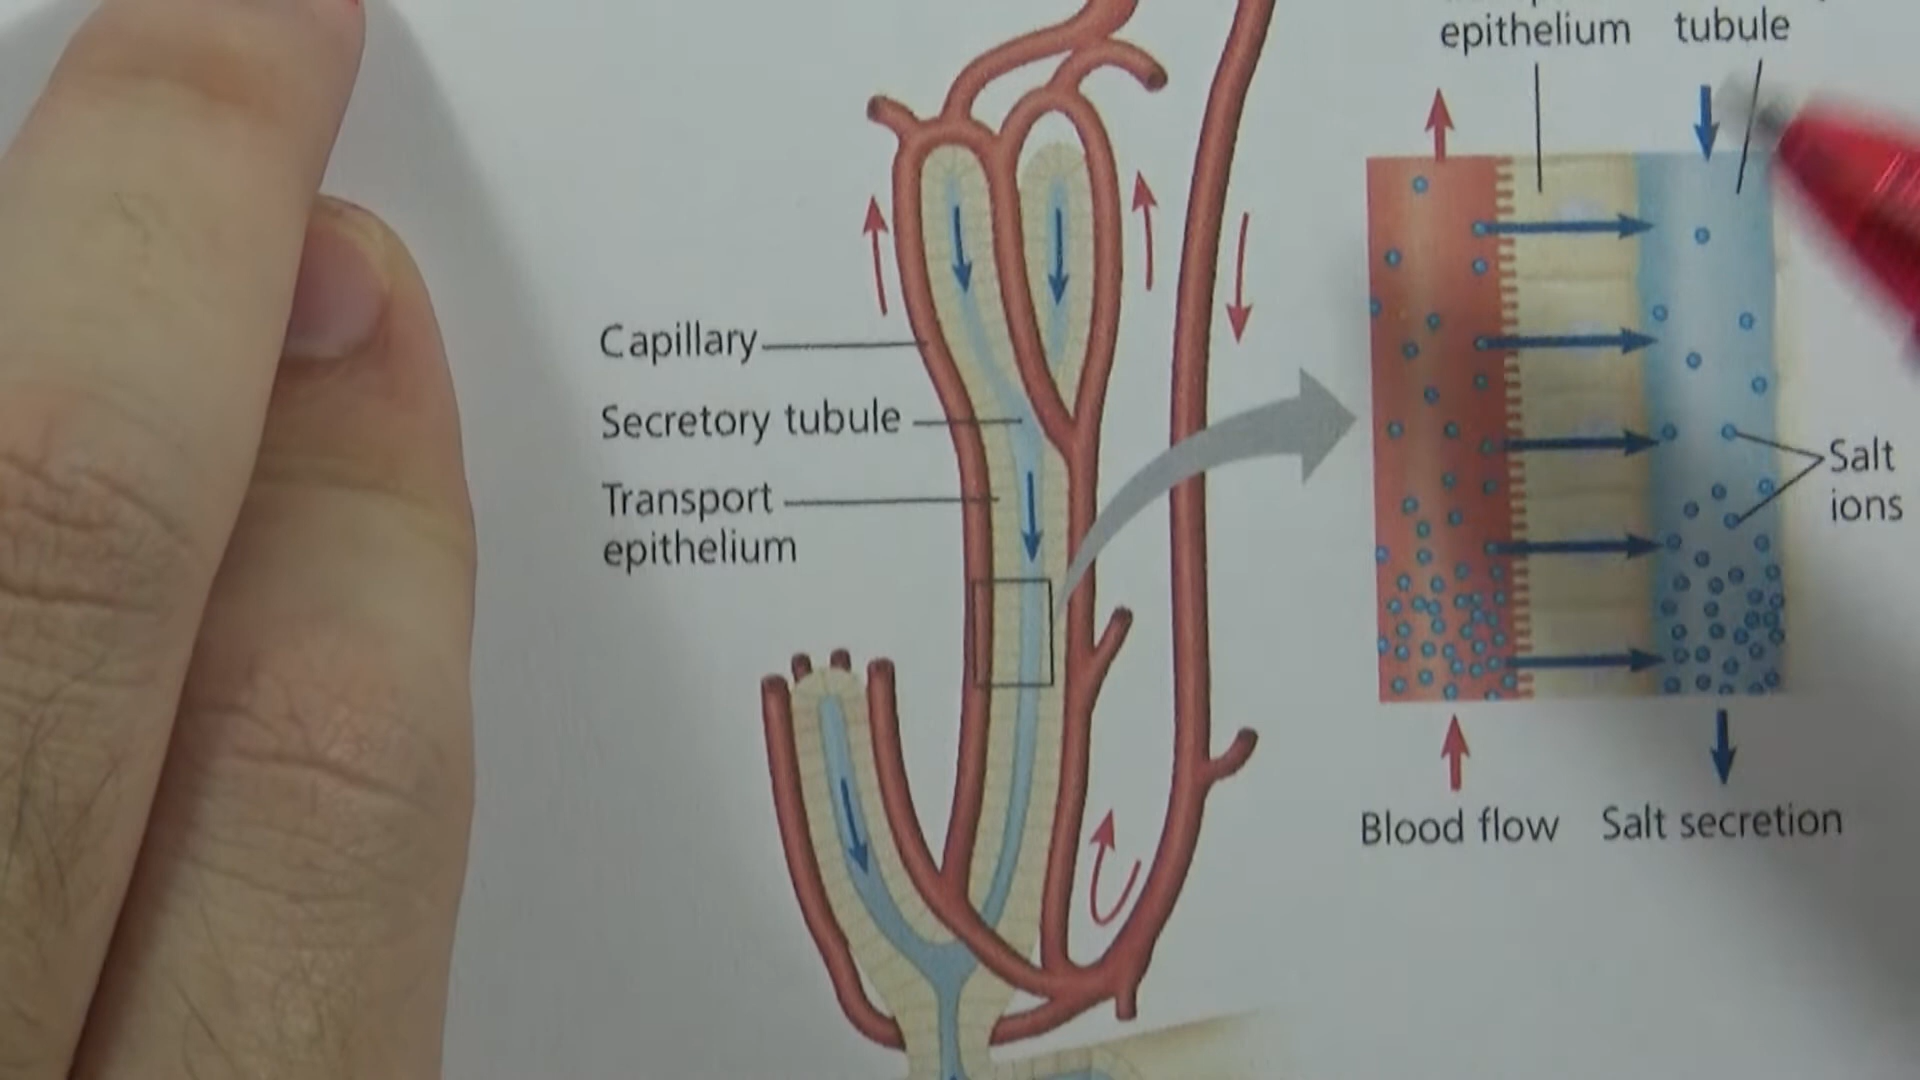 epithelium
tubule
Capillary
Secretory tubule
Transport
epithelium
Salt
ions
Blood flow
Salt secretion